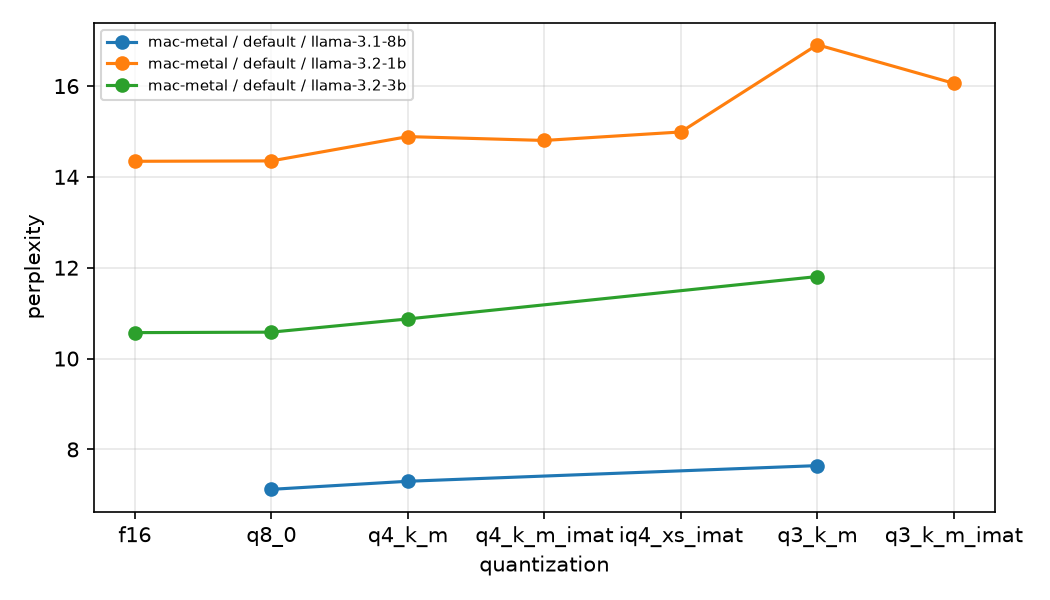 mac-metal / default / llama-3.1-8b
mac-metal / default / llama-3.2-1b
mac-metal / default / llama-3.2-3b
16
14
12
10
8
perplexity
f16 q8_0 q4_k_m q4_k_m_imat iq4_xs_imat q3_k_m q3_k_m_imat
quantization